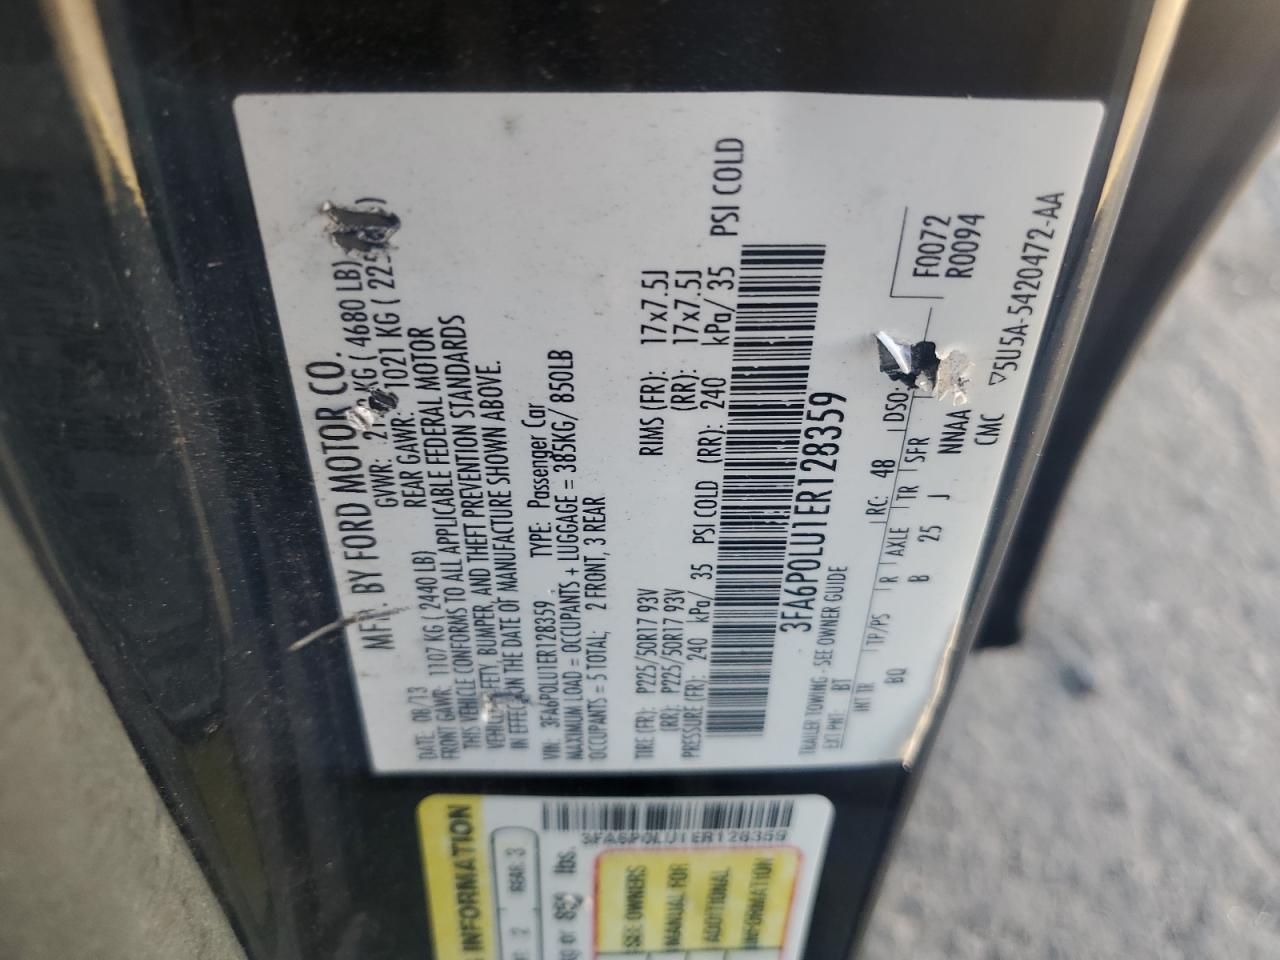 MFD. BY FORD MOTOR CO.
DATE: 08/13 GVWR: KG ( 4680 LB)
FRONT GAWR: 1107 KG ( 2440 LB) REAR GAWR: 1021 KG (
THIS VEHICLE CONFORMS TO ALL APPLICABLE FEDERAL MOTOR
SAFETY, BUMPER, AND THEFT PREVENTION STANDARDS
IN EFFECT ON THE DATE OF MANUFACTURE SHOWN ABOVE.
VIN: 3FA6P0LU1ER128359 TYPE: Passenger Car
MAXIMUM LOAD = OCCUPANTS + LUGGAGE = 385KG/ 850LB
OCCUPANTS = 5 TOTAL; 2 FRONT, 3 REAR
TIRE (FR): P225/50R17 93V RIMS (FR): 17x7.5J
(RR): P225/50R17 93V (RR): 17x7.5J
PRESSURE (FR): 240 kPa/ 35 PSI COLD (RR): 240 kPa/ 35 PSI COLD
3FA6P0LU1ER128359
TRAILER TOWING - SEE OWNER GUIDE
EXT PNT: BT RC: 48 DSO:
F0072
R0094
INT TR TP/PS R AXLE TR SFR
BQ B 25 J NNAA
CMC ▽5U5A-5420472-AA
INFORMATION
3FA6P0LU1ER128359
2 REAR: 3
or 850 lbs.
SEE OWNERS
MANUAL FOR
ADDITIONAL
INFORMATION